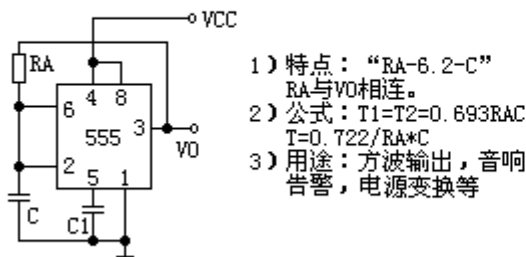 VCC
RA
4 8
6
555
3
VO
2
5 1
C
C1
1)特点：“RA-6.2-C”
RA与VO相连。
2)公式：T1=T2=0.693RAC
T=0.722/RA*C
3)用途：方波输出，音响
告警，电源变换等